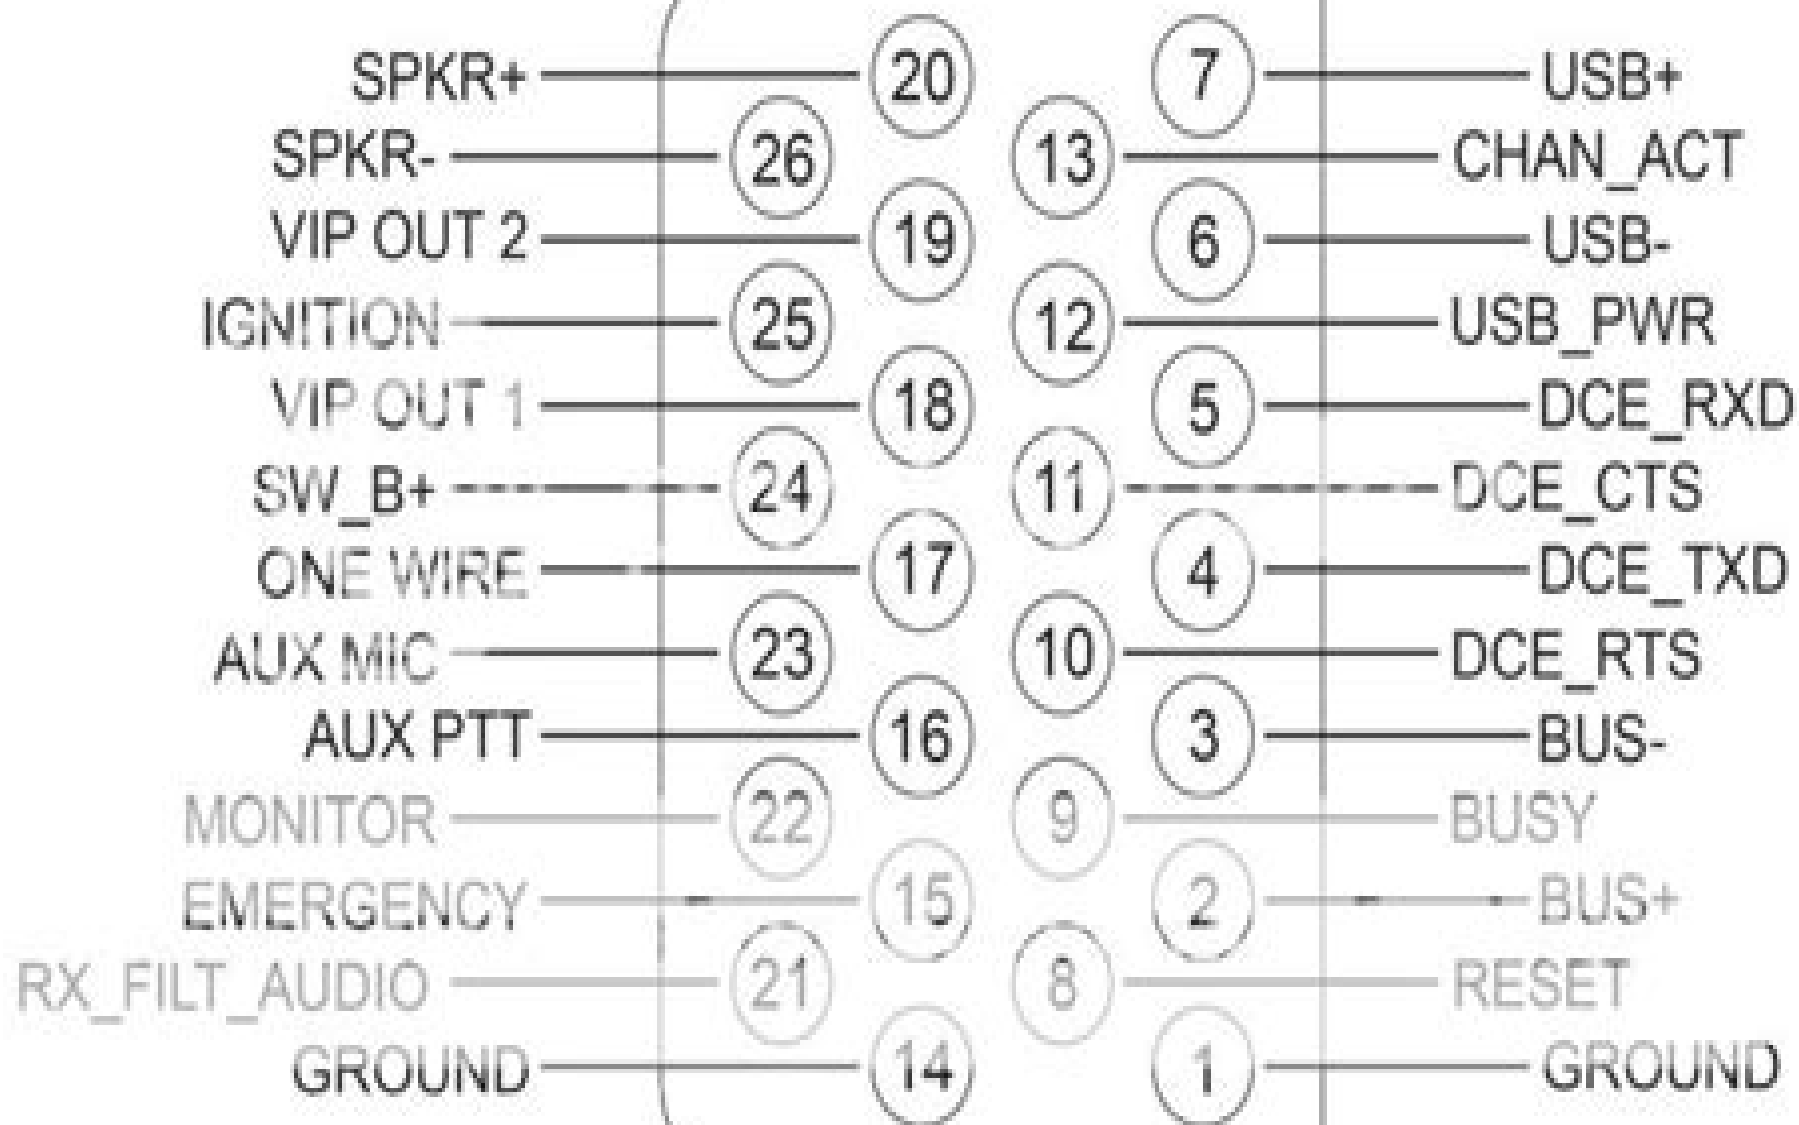 SPKR+ 20 7 USB+
SPKR- 26 13 CHAN_ACT
VIP OUT 2 19 6 USB-
IGNITION 25 12 USB_PWR
VIP OUT 1 18 5 DCE_RXD
SW_B+ 24 11 DCE_CTS
ONE WIRE 17 4 DCE_TXD
AUX MIC 23 10 DCE_RTS
AUX PTT 16 3 BUS-
MONITOR 22 9 BUSY
EMERGENCY 15 2 BUS+
RX_FILT_AUDIO 21 8 RESET
GROUND 14 1 GROUND